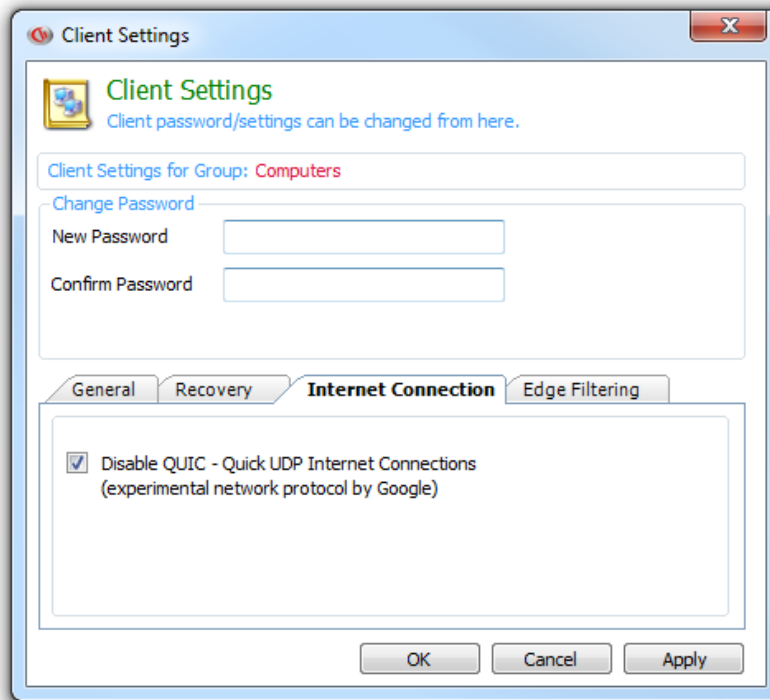 Client Settings
Client Settings
Client password/settings can be changed from here.
Client Settings for Group: Computers
Change Password
New Password
Confirm Password
General Recovery Internet Connection Edge Filtering
Disable QUIC - Quick UDP Internet Connections
(experimental network protocol by Google)
OK Cancel Apply